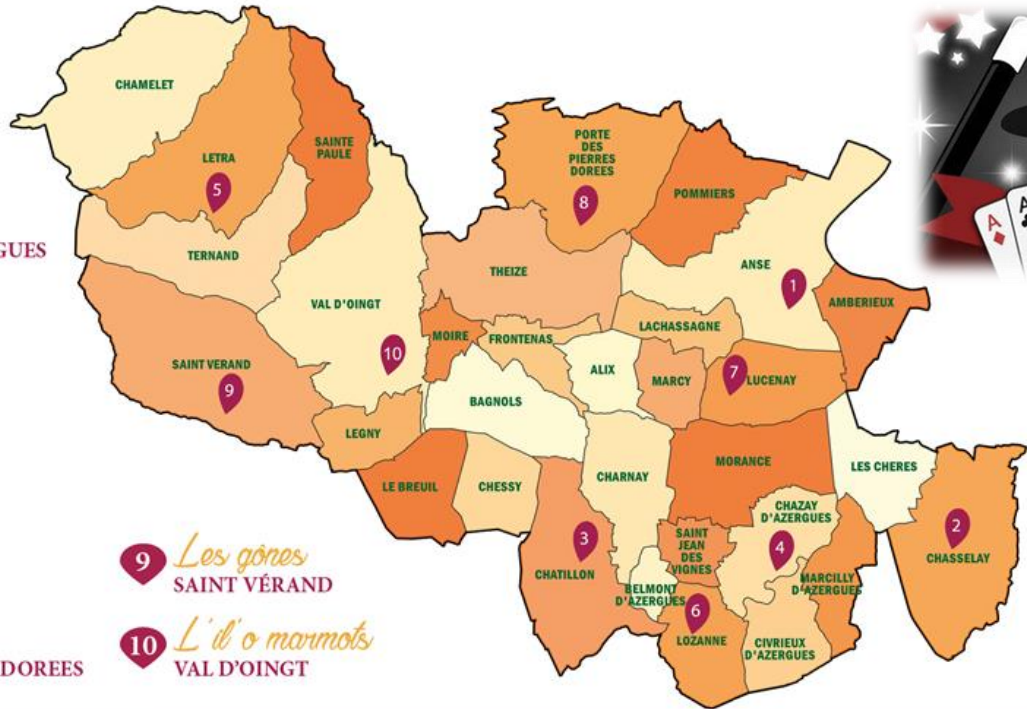 CHAMELET
LETRA
5
SAINTE
PAULE
PORTE
DES
PIERRES
DOREES
8
POMMIERS
TERNAND
THEIZE
ANSE
1
VAL D'OINGT
10
MOIRE
FRONTENAS
LACHASSAGNE
AMBERIEUX
SAINT VERAND
9
ALIX
MARCY
7
LUCENAY
BAGNOLS
LEGNY
LE BREUIL
CHESSY
CHARNAY
MORANCE
LES CHERES
CHATILLON
3
SAINT
JEAN
DES
VIGNES
CHAZAY
D'AZERGUES
4
2
CHASSELAY
BELMONT
D'AZERGUES
MARCILLY
D'AZERGUES
6
LOZANNE
CIVRIEUX
D'AZERGUES
9 Les gônes
SAINT VÉRAND
10 L'il'o marmots
VAL D'OINGT
DOREES
A
A